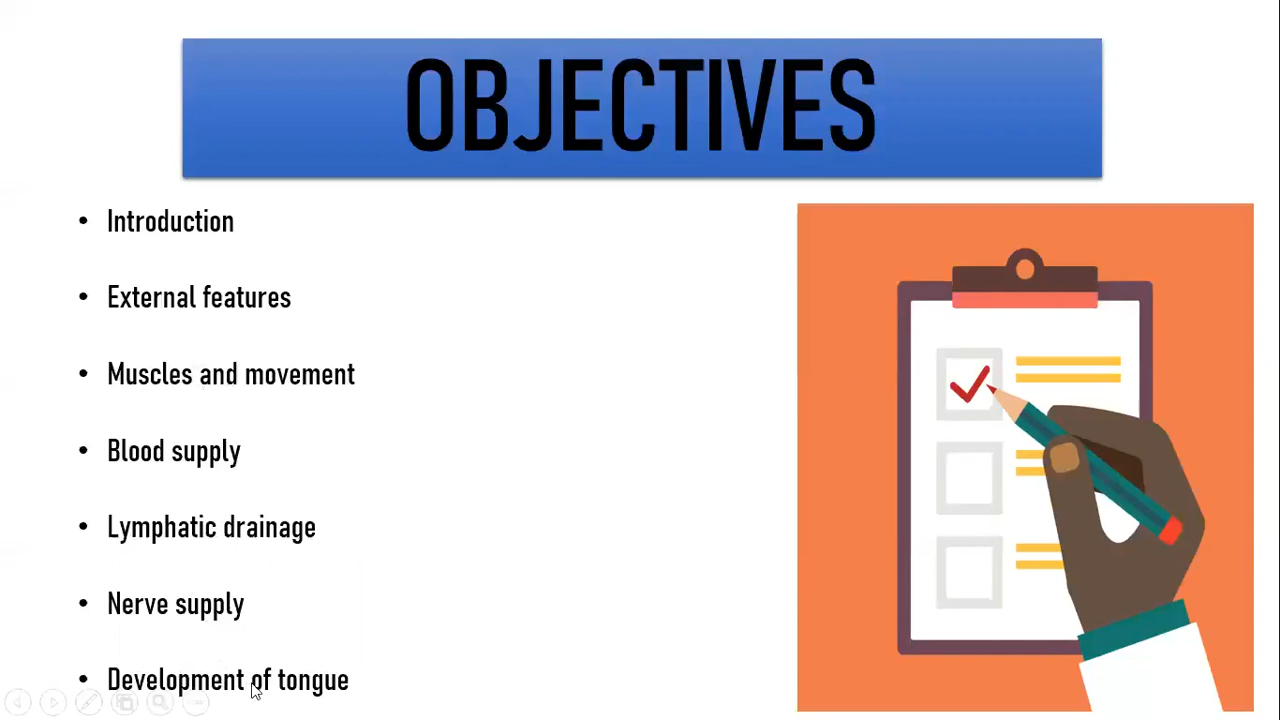 OBJECTIVES
• Introduction
• External features
• Muscles and movement
• Blood supply
• Lymphatic drainage
• Nerve supply
• Development of tongue